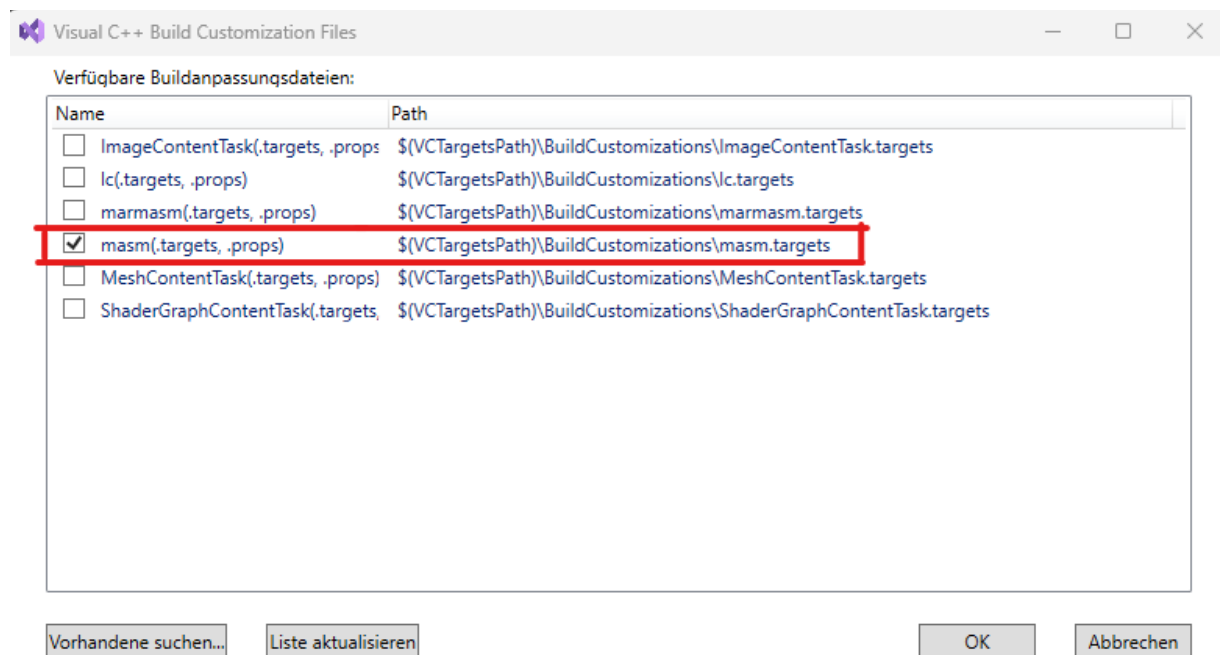 Visual C++ Build Customization Files
Verfügbare Buildanpassungsdateien:
Name Path
ImageContentTask(.targets, .props $(VCTargetsPath)\BuildCustomizations\ImageContentTask.targets
lc(.targets, .props) $(VCTargetsPath)\BuildCustomizations\lc.targets
marmasm(.targets, .props) $(VCTargetsPath)\BuildCustomizations\marmasm.targets
masm(.targets, .props) $(VCTargetsPath)\BuildCustomizations\masm.targets
MeshContentTask(.targets, .props) $(VCTargetsPath)\BuildCustomizations\MeshContentTask.targets
ShaderGraphContentTask(.targets, $(VCTargetsPath)\BuildCustomizations\ShaderGraphContentTask.targets
Vorhandene suchen... Liste aktualisieren OK Abbrechen